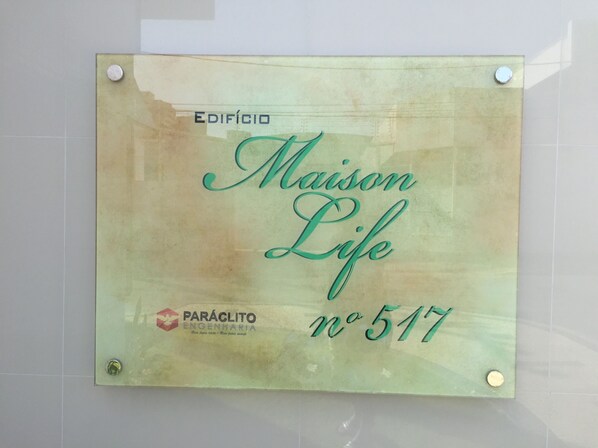 EDIFÍCIO
Maison
Life
nº 517
PARÁCLITO
ENGENHARIA